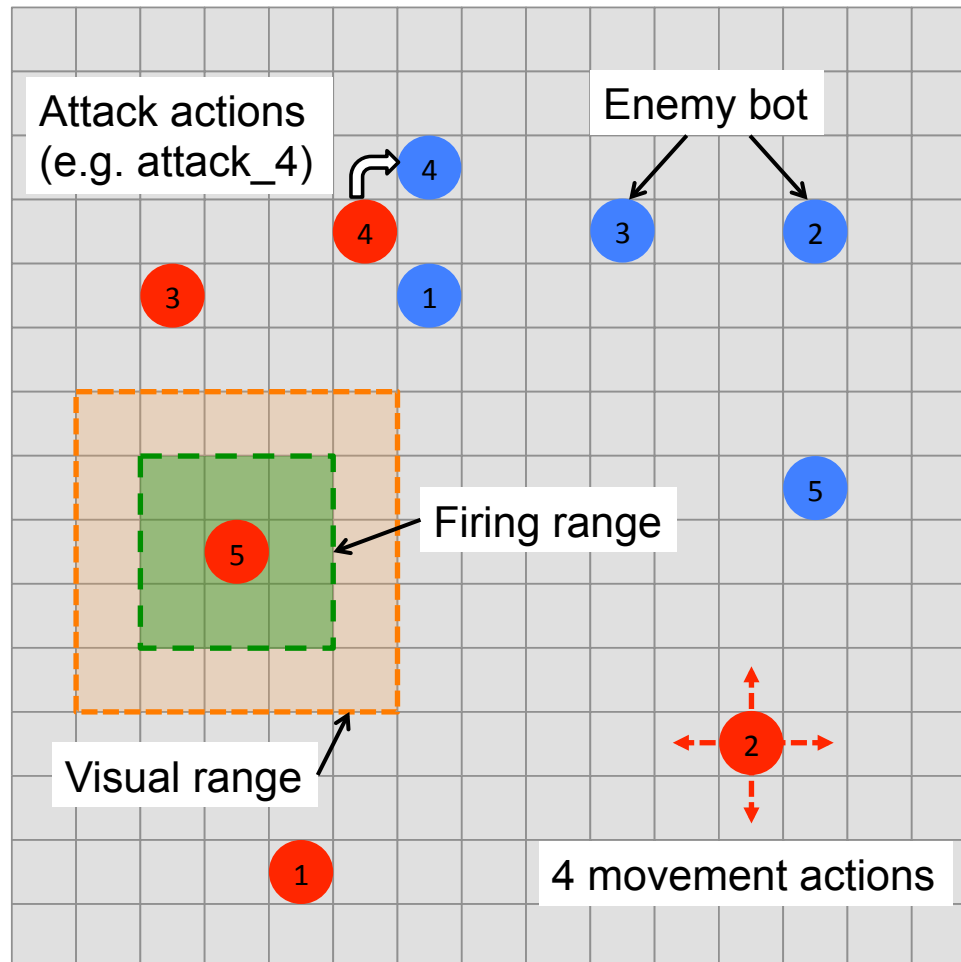 Attack actions
(e.g. attack_4)
Enemy bot
4
4
3
2
3
1
5
Firing range
5
2
Visual range
1
4 movement actions